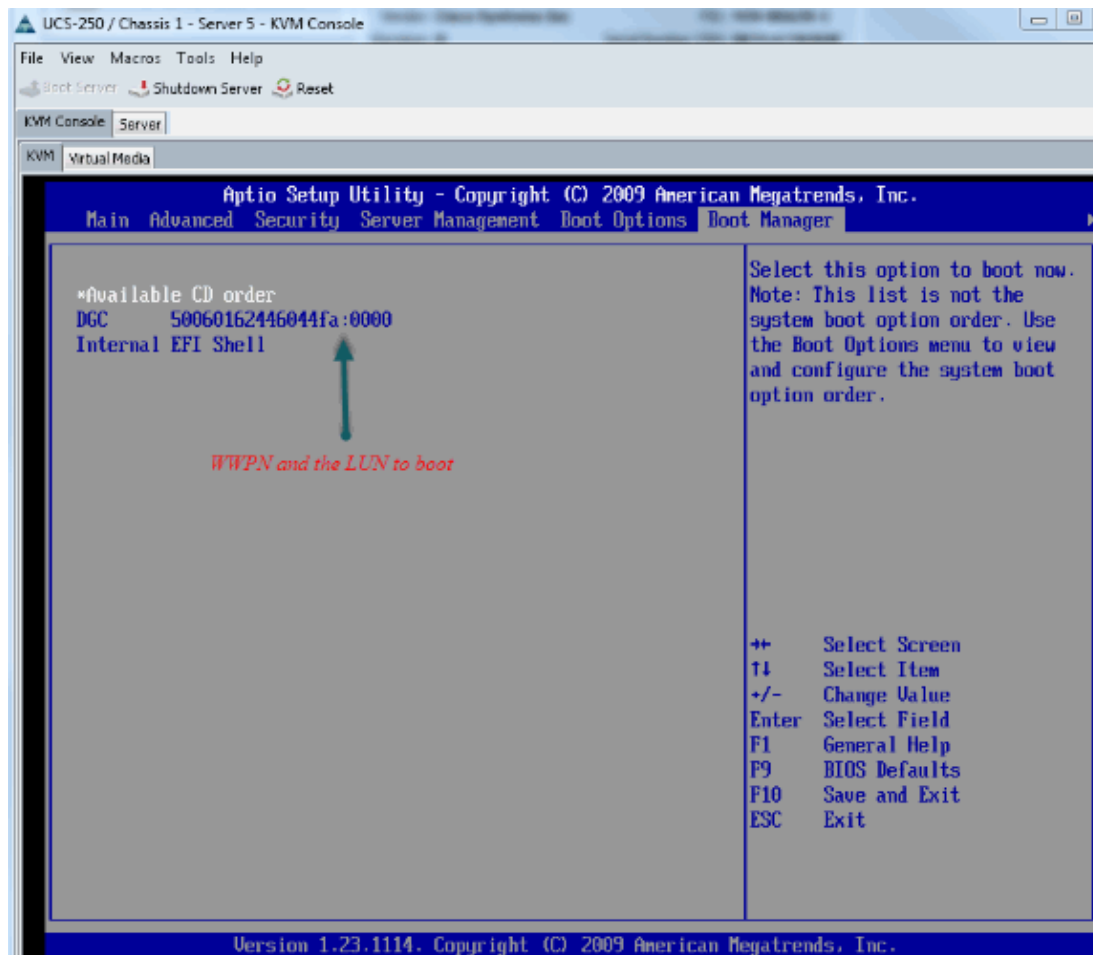 UCS-250 / Chassis 1 - Server 5 - KVM Console
File View Macros Tools Help
Boot Server Shutdown Server Reset
KVM Console Server
KVM Virtual Media
Aptio Setup Utility - Copyright (C) 2009 American Megatrends, Inc.
Main Advanced Security Server Management Boot Options Boot Manager
*Available CD order
DGC 50060162446044fa:0000
Internal EFI Shell
WWPN and the LUN to boot
Select this option to boot now.
Note: This list is not the
system boot option order. Use
the Boot Options menu to view
and configure the system boot
option order.
→← Select Screen
↑↓ Select Item
+/- Change Value
Enter Select Field
F1 General Help
F9 BIOS Defaults
F10 Save and Exit
ESC Exit
Version 1.23.1114. Copyright (C) 2009 American Megatrends, Inc.